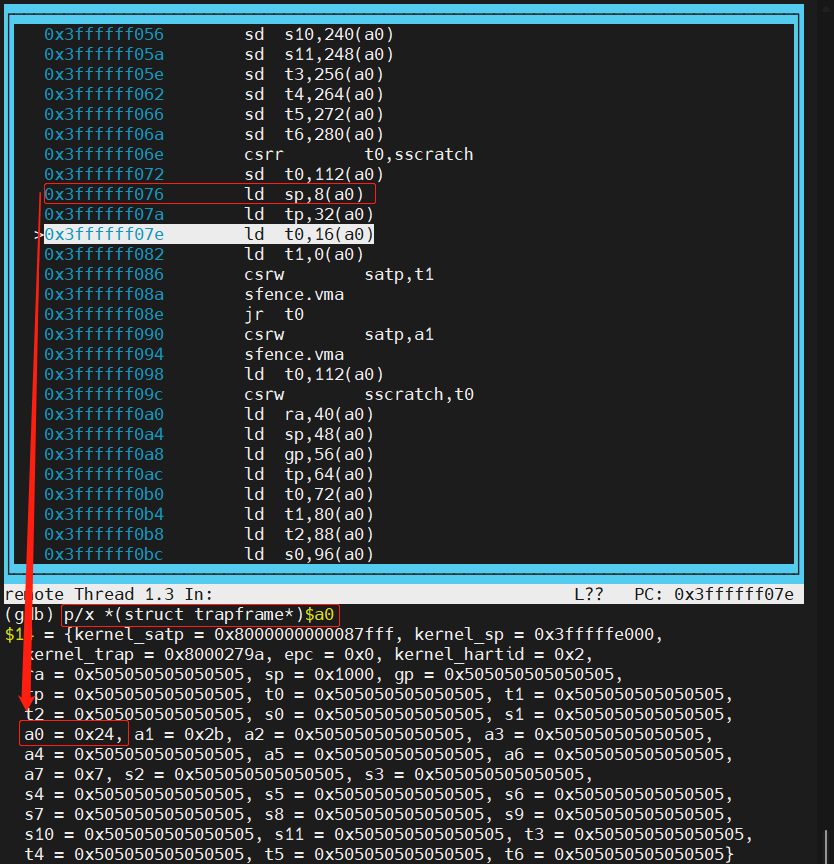 0x3ffffff056 sd s10,240(a0)
0x3ffffff05a sd s11,248(a0)
0x3ffffff05e sd t3,256(a0)
0x3ffffff062 sd t4,264(a0)
0x3ffffff066 sd t5,272(a0)
0x3ffffff06a sd t6,280(a0)
0x3ffffff06e csrr t0,sscratch
0x3ffffff072 sd t0,112(a0)
0x3ffffff076 ld sp,8(a0)
0x3ffffff07a ld tp,32(a0)
>0x3ffffff07e ld t0,16(a0)
0x3ffffff082 ld t1,0(a0)
0x3ffffff086 csrw satp,t1
0x3ffffff08a sfence.vma
0x3ffffff08e jr t0
0x3ffffff090 csrw satp,a1
0x3ffffff094 sfence.vma
0x3ffffff098 ld t0,112(a0)
0x3ffffff09c csrw sscratch,t0
0x3ffffff0a0 ld ra,40(a0)
0x3ffffff0a4 ld sp,48(a0)
0x3ffffff0a8 ld gp,56(a0)
0x3ffffff0ac ld tp,64(a0)
0x3ffffff0b0 ld t0,72(a0)
0x3ffffff0b4 ld t1,80(a0)
0x3ffffff0b8 ld t2,88(a0)
0x3ffffff0bc ld s0,96(a0)
remote Thread 1.3 In: L?? PC: 0x3ffffff07e
(gdb) p/x *(struct trapframe*)$a0
= {kernel_satp = 0x8000000000087fff, kernel_sp = 0x3fffffe000,
kernel_trap = 0x8000279a, epc = 0x0, kernel_hartid = 0x2,
ra = 0x505050505050505, sp = 0x1000, gp = 0x505050505050505,
tp = 0x505050505050505, t0 = 0x505050505050505, t1 = 0x505050505050505,
t2 = 0x505050505050505, s0 = 0x505050505050505, s1 = 0x505050505050505,
a0 = 0x24, a1 = 0x2b, a2 = 0x505050505050505, a3 = 0x505050505050505,
a4 = 0x505050505050505, a5 = 0x505050505050505, a6 = 0x505050505050505,
a7 = 0x7, s2 = 0x505050505050505, s3 = 0x505050505050505,
s4 = 0x505050505050505, s5 = 0x505050505050505, s6 = 0x505050505050505,
s7 = 0x505050505050505, s8 = 0x505050505050505, s9 = 0x505050505050505,
s10 = 0x505050505050505, s11 = 0x505050505050505, t3 = 0x505050505050505,
t4 = 0x505050505050505, t5 = 0x505050505050505, t6 = 0x505050505050505}